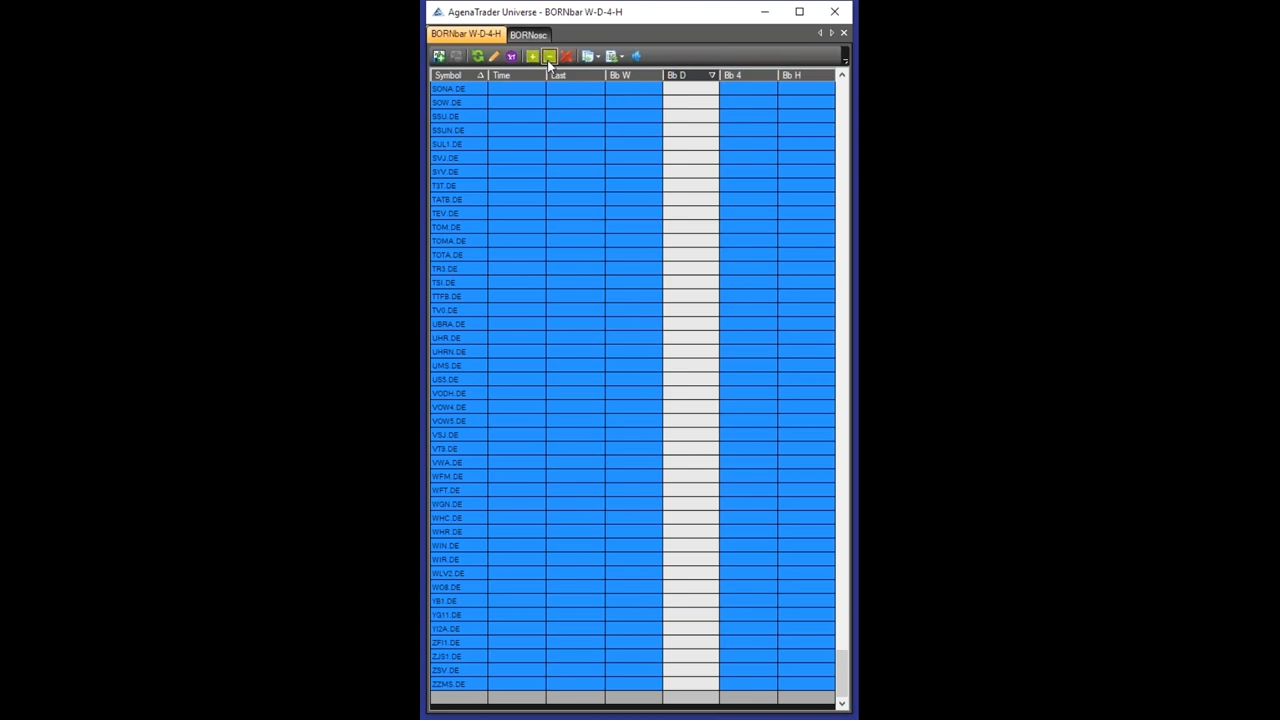 AgenaTrader Universe - BORNbar W-D-4-H
BORNbar W-D-4-H BORNosc
Symbol Time Last Bb W Bb D Bb 4 Bb H
SONA.DE
SOW.DE
SSU.DE
SSUN.DE
SUL1.DE
SVJ.DE
SYV.DE
T3T.DE
TATB.DE
TEV.DE
TOM.DE
TOMA.DE
TOTA.DE
TR3.DE
TSI.DE
TTFB.DE
TV0.DE
UBRA.DE
UHR.DE
UHRN.DE
UMS.DE
US5.DE
VODH.DE
VOW4.DE
VOW5.DE
VSJ.DE
VT9.DE
VWA.DE
WFM.DE
WFT.DE
WGN.DE
WHC.DE
WHR.DE
WIN.DE
WIR.DE
WLV2.DE
WO8.DE
YB1.DE
YG11.DE
YI2A.DE
ZFI1.DE
ZJS1.DE
ZSV.DE
ZZMS.DE